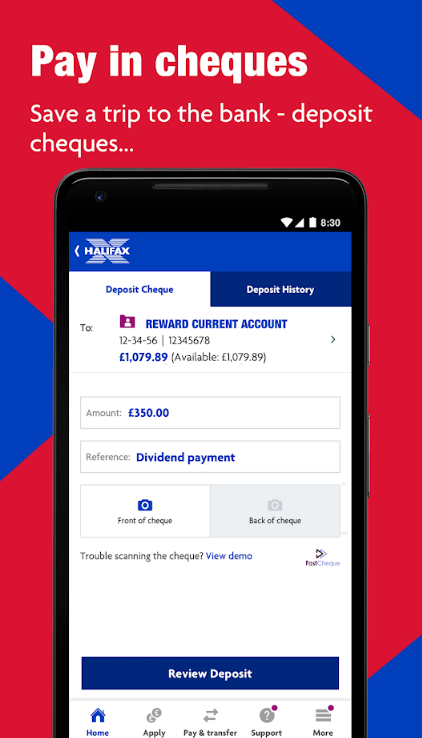 Pay in cheques
Save a trip to the bank - deposit
cheques...
8:30
HALIFAX
Deposit Cheque
Deposit History
To:
REWARD CURRENT ACCOUNT
12-34-56 | 12345678
£1,079.89 (Available: £1,079.89)
Amount: £350.00
Reference: Dividend payment
Front of cheque
Back of cheque
Trouble scanning the cheque? View demo
FastCheque
Review Deposit
Home
Apply
Pay & transfer
Support
More